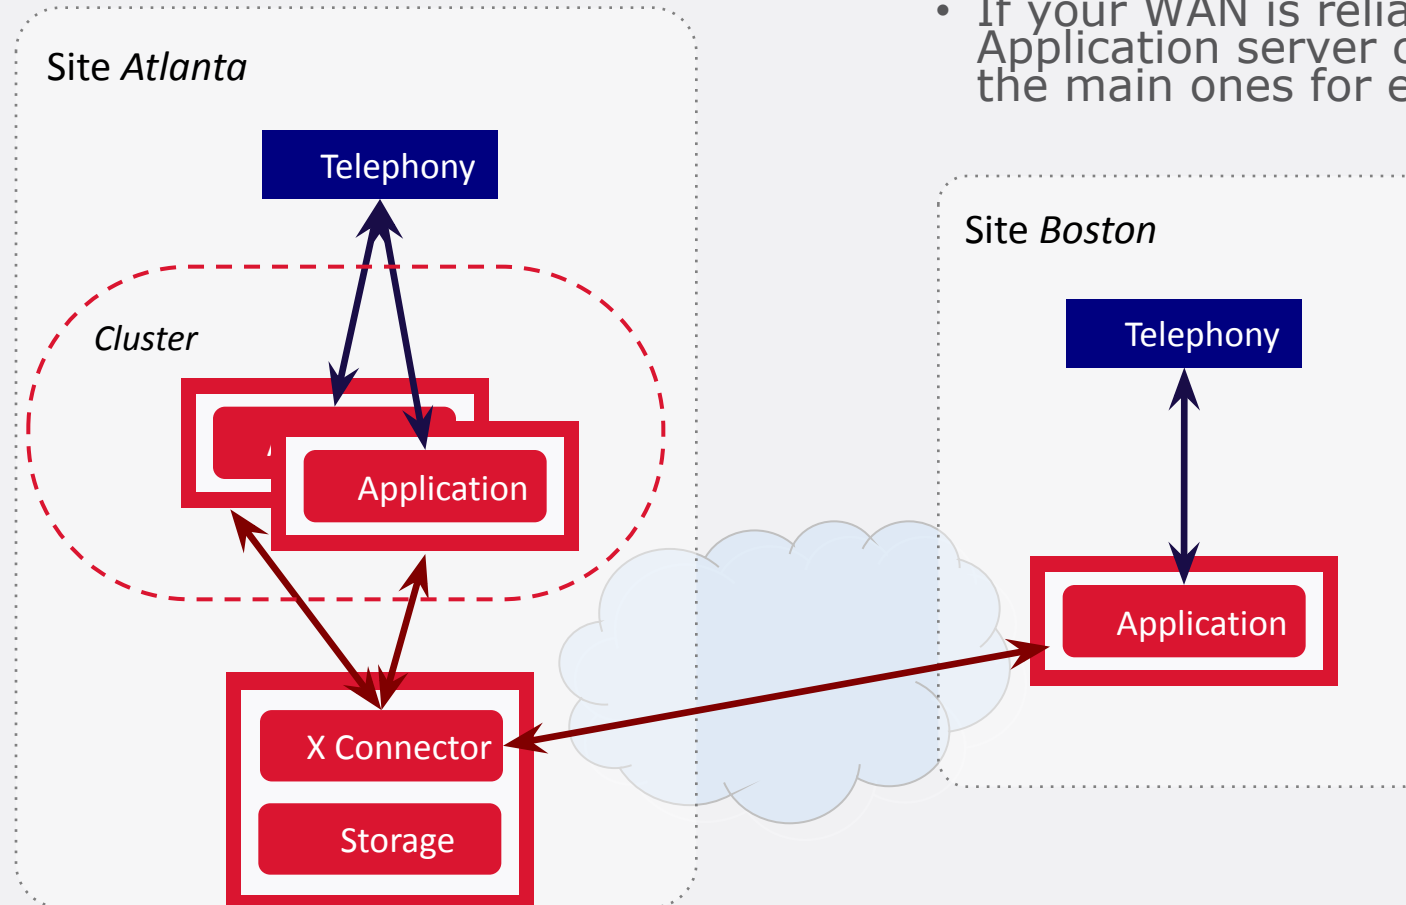 • If your WAN is relia
Application server
the main ones for e
Site Atlanta
Telephony
Cluster
Application
X Connector
Storage
Site Boston
Telephony
Application